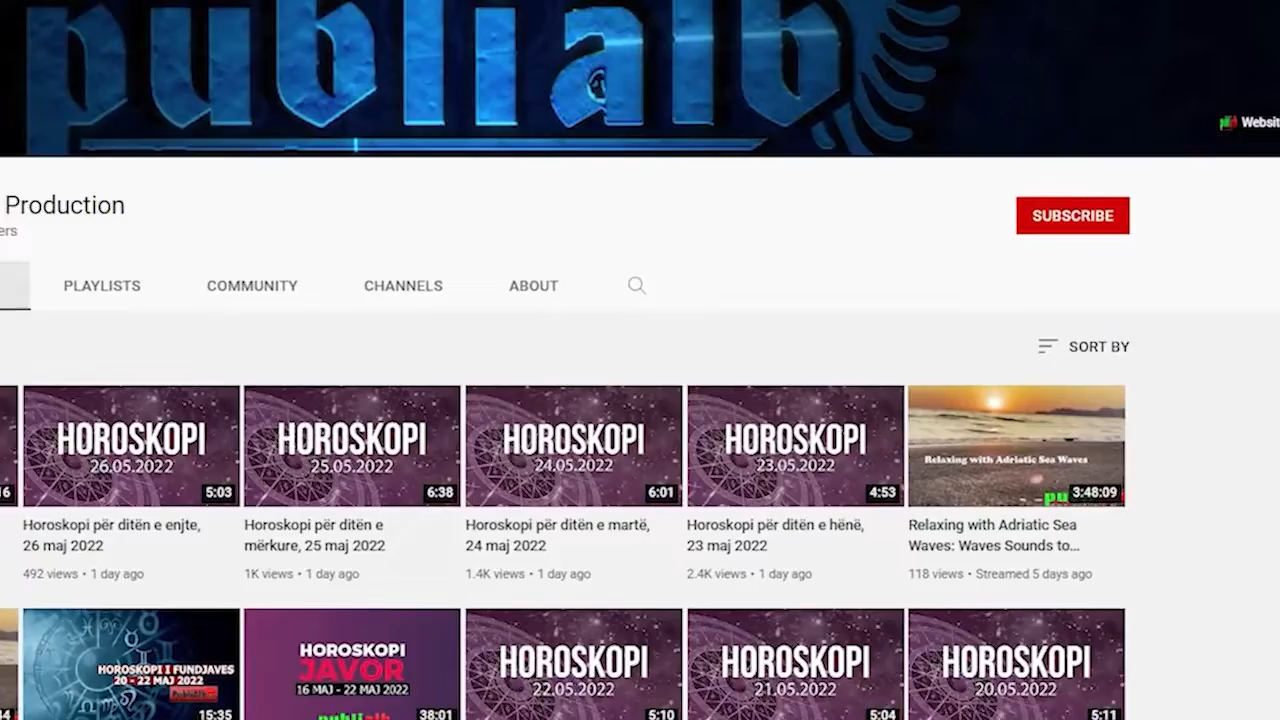 publialb
Websit
Production
ers
SUBSCRIBE
PLAYLISTS
COMMUNITY
CHANNELS
ABOUT
SORT BY
16
HOROSKOPI
26.05.2022
5:03
HOROSKOPI
25.05.2022
6:38
HOROSKOPI
24.05.2022
6:01
HOROSKOPI
23.05.2022
4:53
Relaxing with Adriatic Sea Waves
pu
3:48:09
Horoskopi për ditën e enjte,
26 maj 2022
492 views • 1 day ago
Horoskopi për ditën e
mërkure, 25 maj 2022
1K views • 1 day ago
Horoskopi për ditën e martë,
24 maj 2022
1.4K views • 1 day ago
Horoskopi për ditën e hënë,
23 maj 2022
2.4K views • 1 day ago
Relaxing with Adriatic Sea
Waves: Waves Sounds to...
118 views • Streamed 5 days ago
HOROSKOPI I FUNDJAVES
20 - 22 MAJ 2022
15:35
HOROSKOPI
JAVOR
16 MAJ - 22 MAJ 2022
publialb
38:01
HOROSKOPI
22.05.2022
5:10
HOROSKOPI
21.05.2022
5:04
HOROSKOPI
20.05.2022
5:11